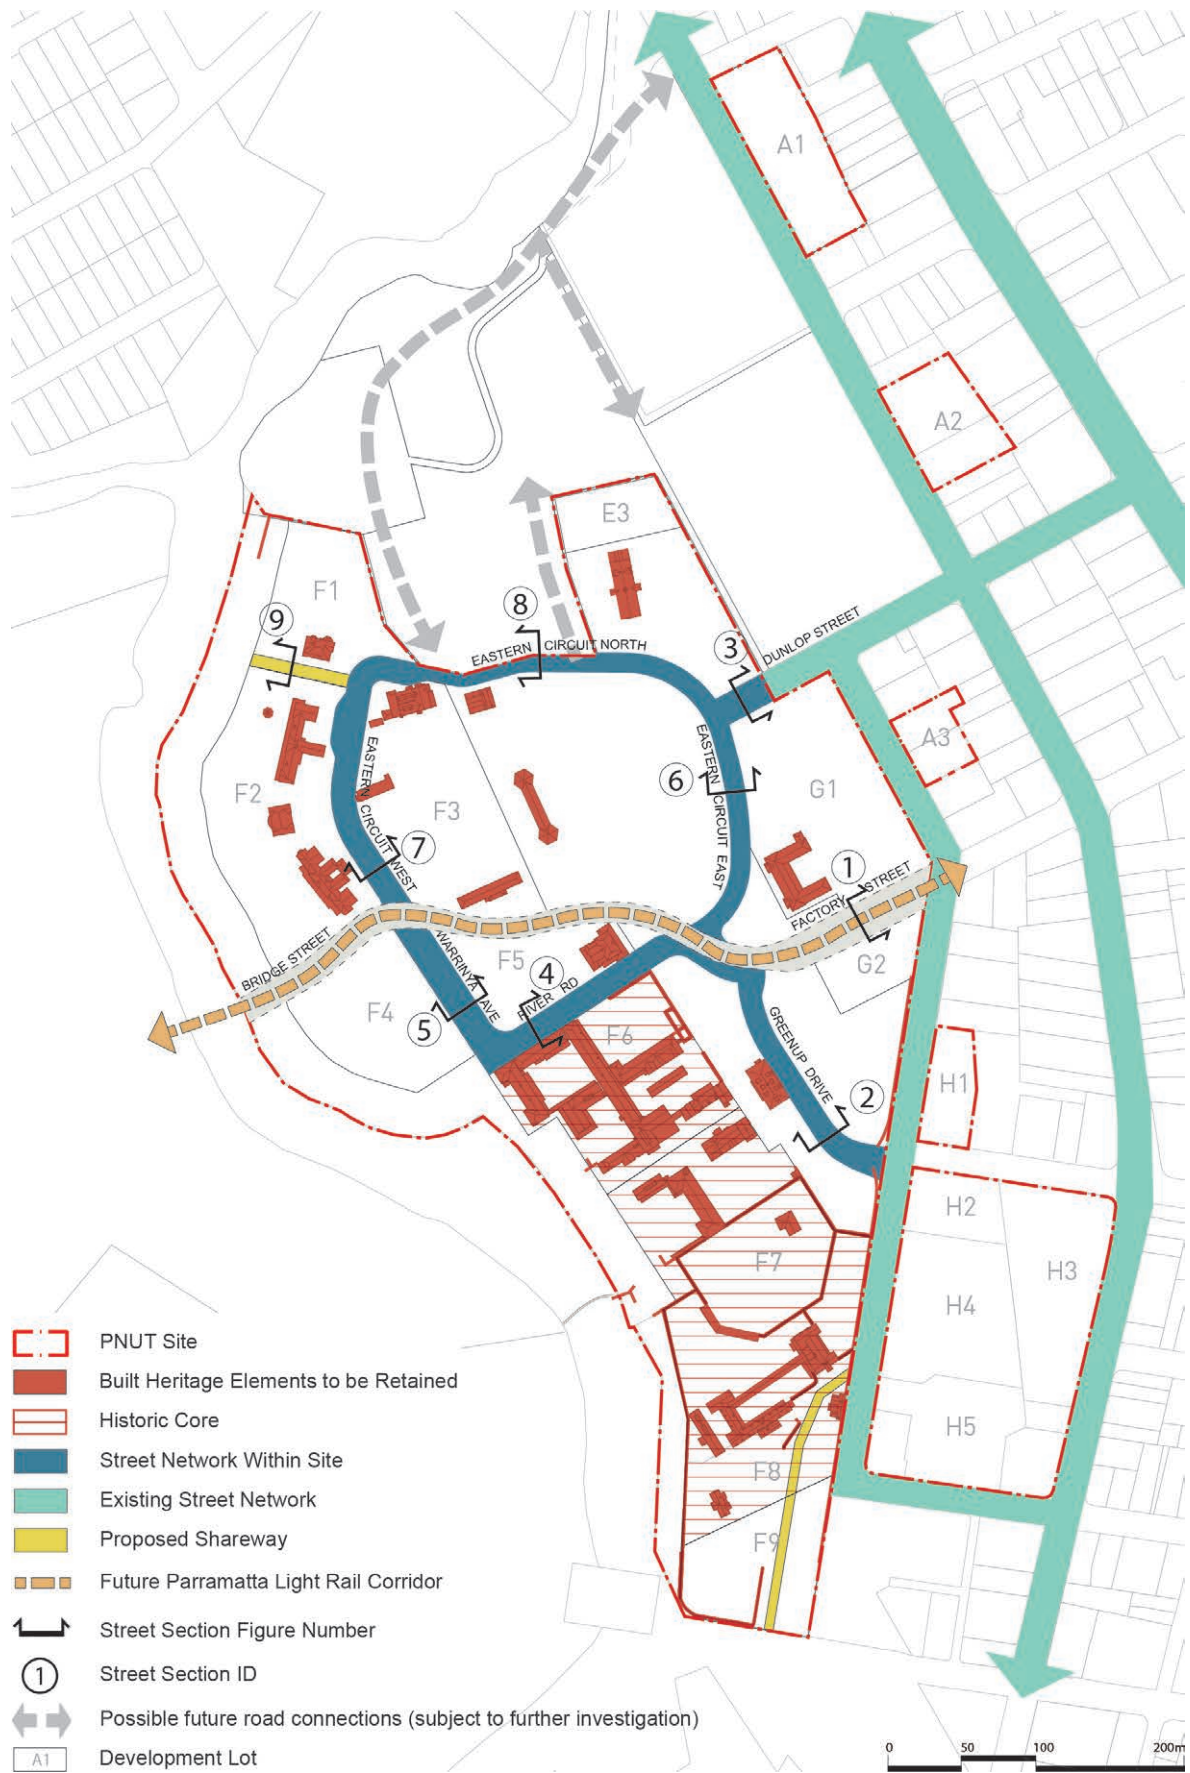 A1
A2
E3
F1
9
8
EASTERN CIRCUIT NORTH
3
DUNLOP STREET
A3
F2
EASTERN CIRCUIT WEST
F3
6
EASTERN CIRCUIT EAST
G1
7
1
FACTORY STREET
BRIDGE STREET
WARRINYA AVE
F5
4
RIVER RD
G2
F4
5
F6
GREENUP DRIVE
2
H1
H2
F7
H3
H4
H5
F8
F9
PNUT Site
Built Heritage Elements to be Retained
Historic Core
Street Network Within Site
Existing Street Network
Proposed Shareway
Future Parramatta Light Rail Corridor
Street Section Figure Number
1 Street Section ID
Possible future road connections (subject to further investigation)
A1 Development Lot
0 50 100 200m